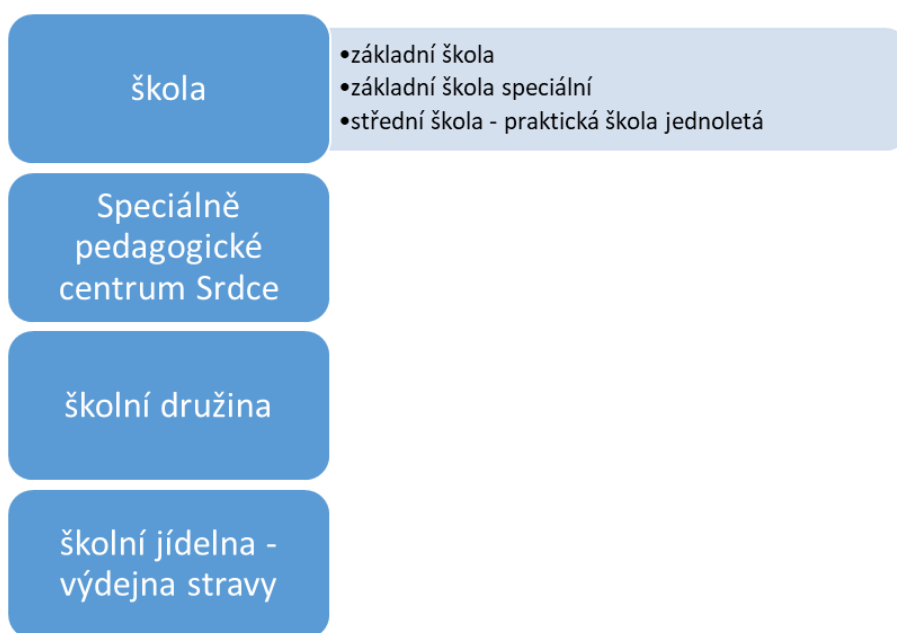 škola
•základní škola
•základní škola speciální
•střední škola - praktická škola jednoletá
Speciálně
pedagogické
centrum Srdce
školní družina
školní jídelna -
výdejna stravy